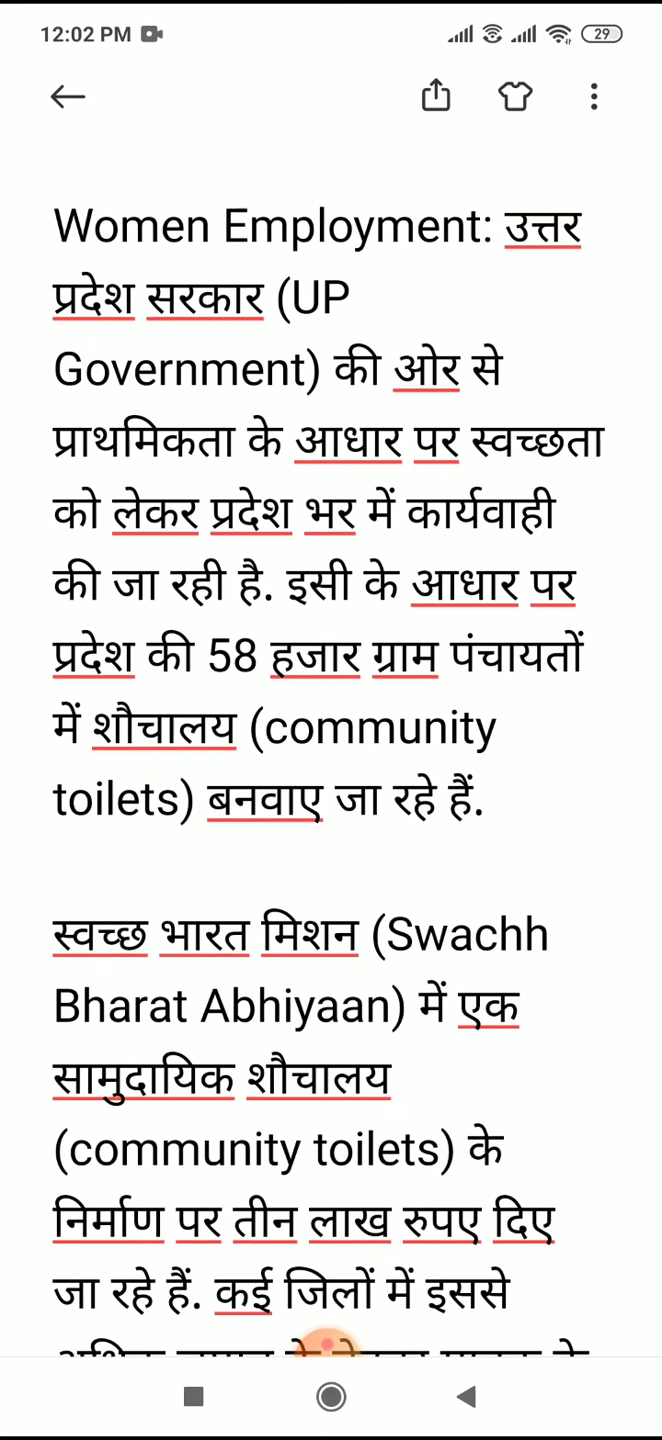 12:02 PM
29
Women Employment: उत्तर
प्रदेश सरकार (UP
Government) की ओर से
प्राथमिकता के आधार पर स्वच्छता
को लेकर प्रदेश भर में कार्यवाही
की जा रही है. इसी के आधार पर
प्रदेश की 58 हजार ग्राम पंचायतों
में शौचालय (community
toilets) बनवाए जा रहे हैं.
स्वच्छ भारत मिशन (Swachh
Bharat Abhiyaan) में एक
सामुदायिक शौचालय
(community toilets) के
निर्माण पर तीन लाख रुपए दिए
जा रहे हैं. कई जिलों में इससे